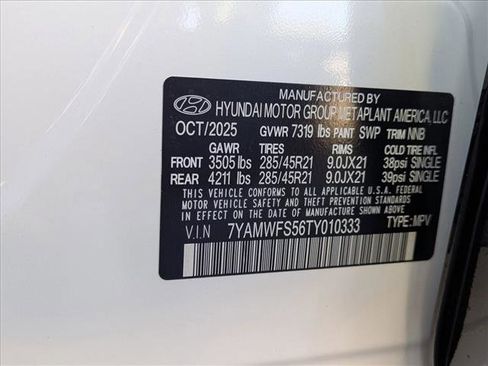 MANUFACTURED BY
HYUNDAI MOTOR GROUP METAPLANT AMERICA, LLC
OCT/2025 GVWR 7319 lbs PAINT SWP TRIM NNB
GAWR TIRES RIMS COLD TIRE INFL
FRONT 3505 lbs 285/45R21 9.0JX21 38psi SINGLE
REAR 4211 lbs 285/45R21 9.0JX21 39psi SINGLE
THIS VEHICLE CONFORMS TO ALL APPLICABLE U.S.A. FEDERAL
MOTOR VEHICLE SAFETY AND THEFT PREVENTION STANDARDS
IN EFFECT ON THE DATE OF MANUFACTURE SHOWN ABOVE.
V.I.N 7YAMWFS56TY010333 TYPE: MPV